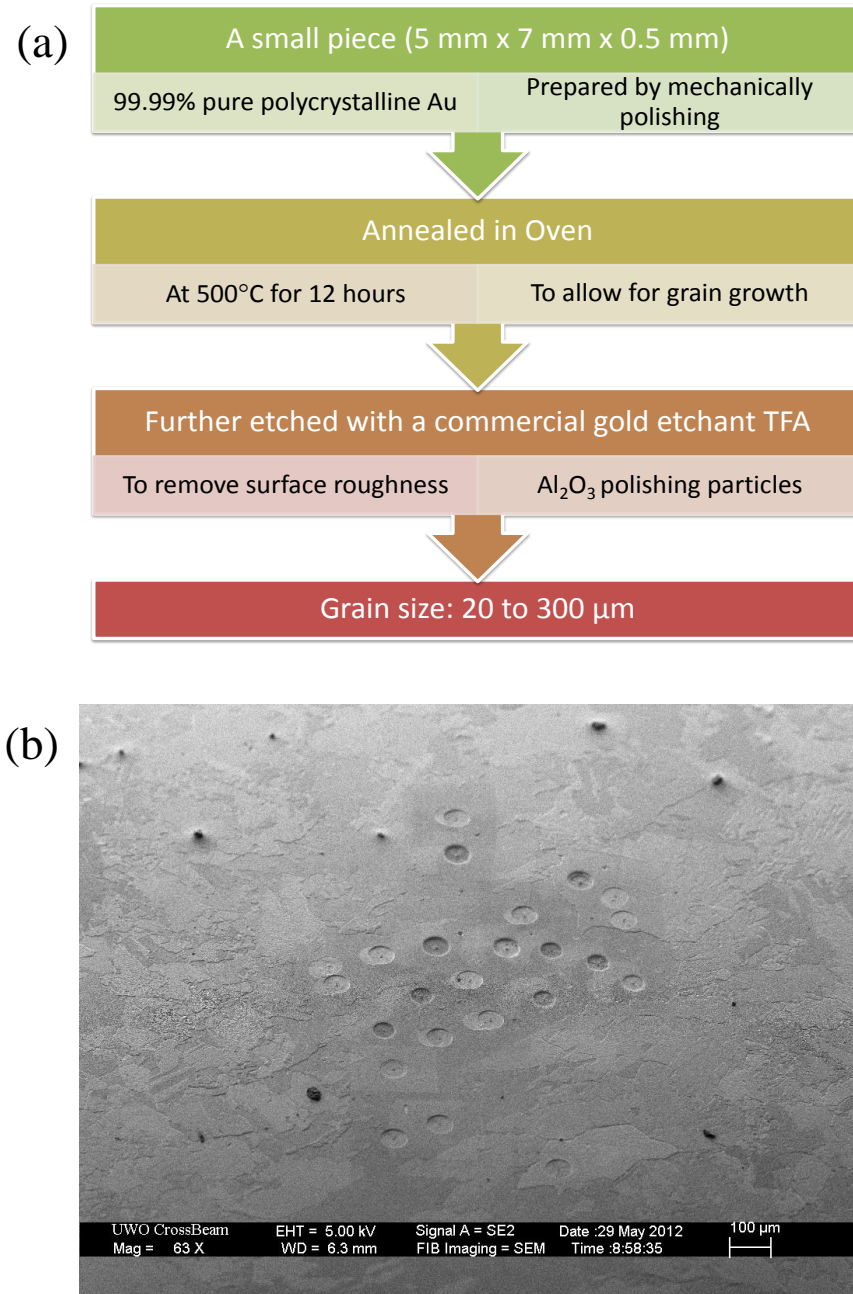 (a)
A small piece (5 mm x 7 mm x 0.5 mm)
99.99% pure polycrystalline Au
Prepared by mechanically
polishing
Annealed in Oven
At 500°C for 12 hours
To allow for grain growth
Further etched with a commercial gold etchant TFA
To remove surface roughness
Al₂O₃ polishing particles
Grain size: 20 to 300 µm
(b)
UWO CrossBeam EHT = 5.00 kV Signal A = SE2 Date :29 May 2012 100 µm
Mag = 63 X WD = 6.3 mm FIB Imaging = SEM Time :8:58:35